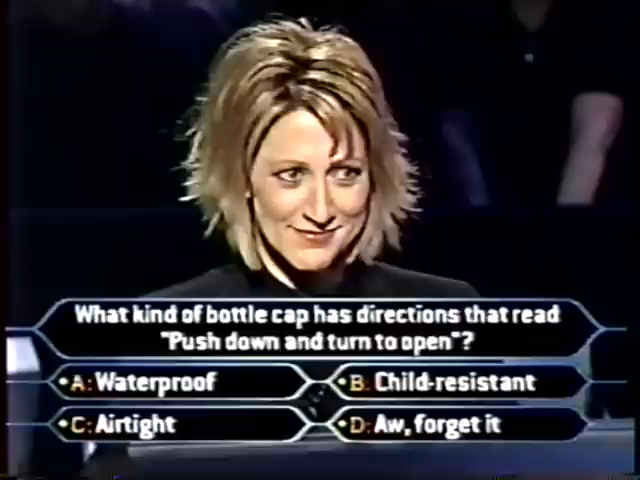 What kind of bottle cap has directions that read
"Push down and turn to open"?
A: Waterproof
B: Child-resistant
C: Airtight
D: Aw, forget it